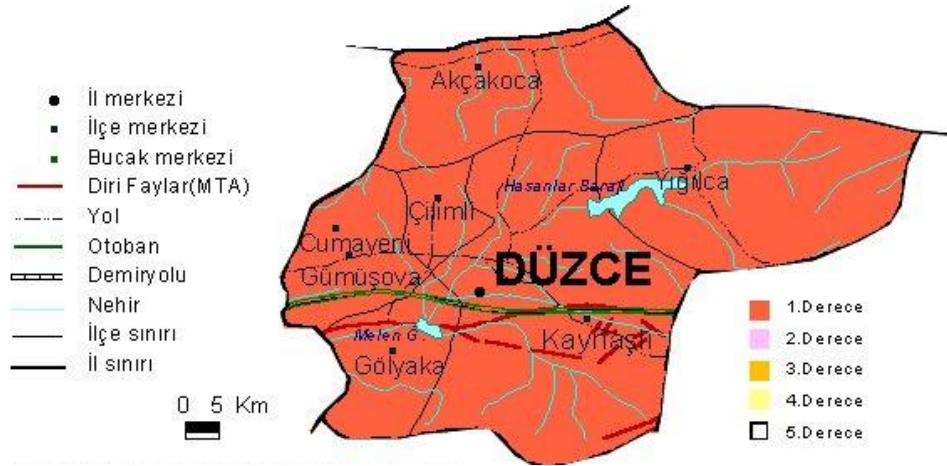 İl merkezi
İlçe merkezi
Bucak merkezi
Diri Faylar(MTA)
Yol
Otoban
Demiryolu
Nehir
İlçe sınırı
İl sınırı
0 5 Km
Akçakoca
Hasanlar Barajı
Yığılca
Çilimli
Cumayeri
Gümüşova
DÜZCE
Melen G.
Kaynaşlı
Gölyaka
1.Derece
2.Derece
3.Derece
4.Derece
5.Derece